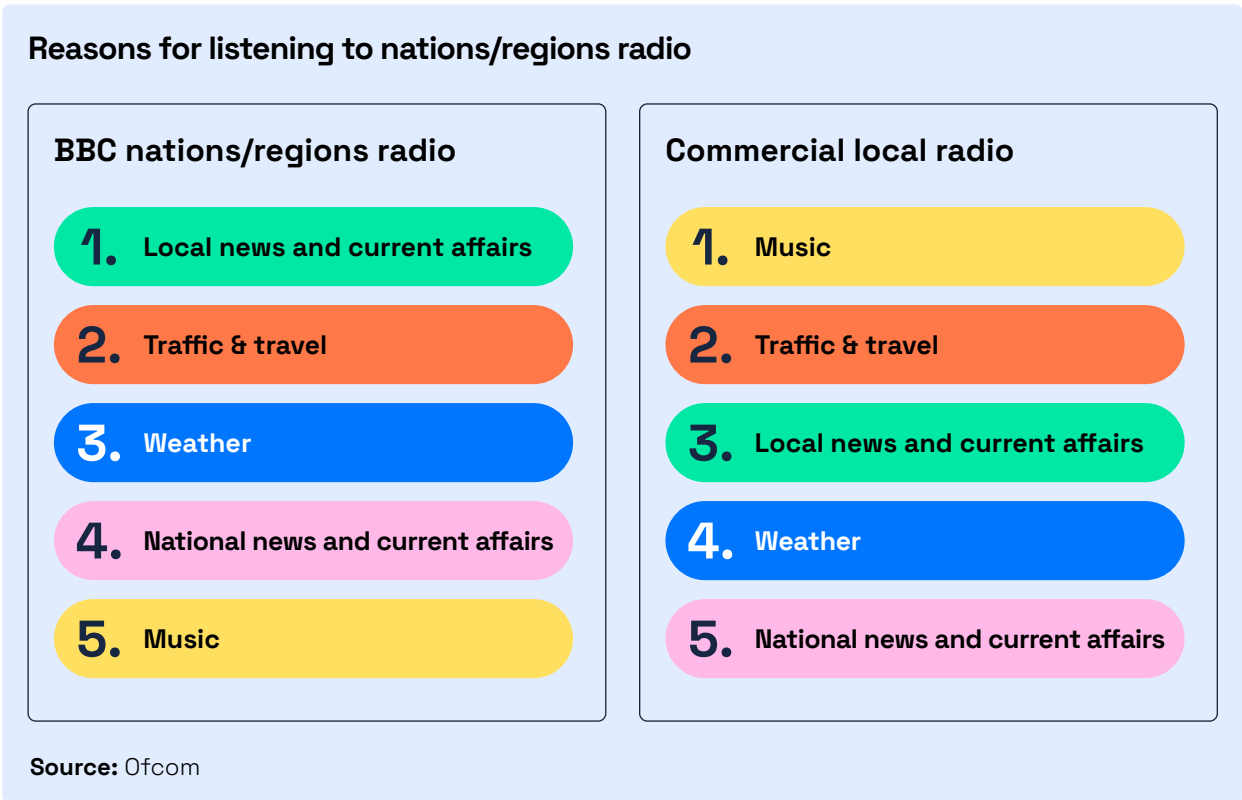 Reasons for listening to nations/regions radio
BBC nations/regions radio
1. Local news and current affairs
2. Traffic & travel
3. Weather
4. National news and current affairs
5. Music
Commercial local radio
1. Music
2. Traffic & travel
3. Local news and current affairs
4. Weather
5. National news and current affairs
Source: Ofcom